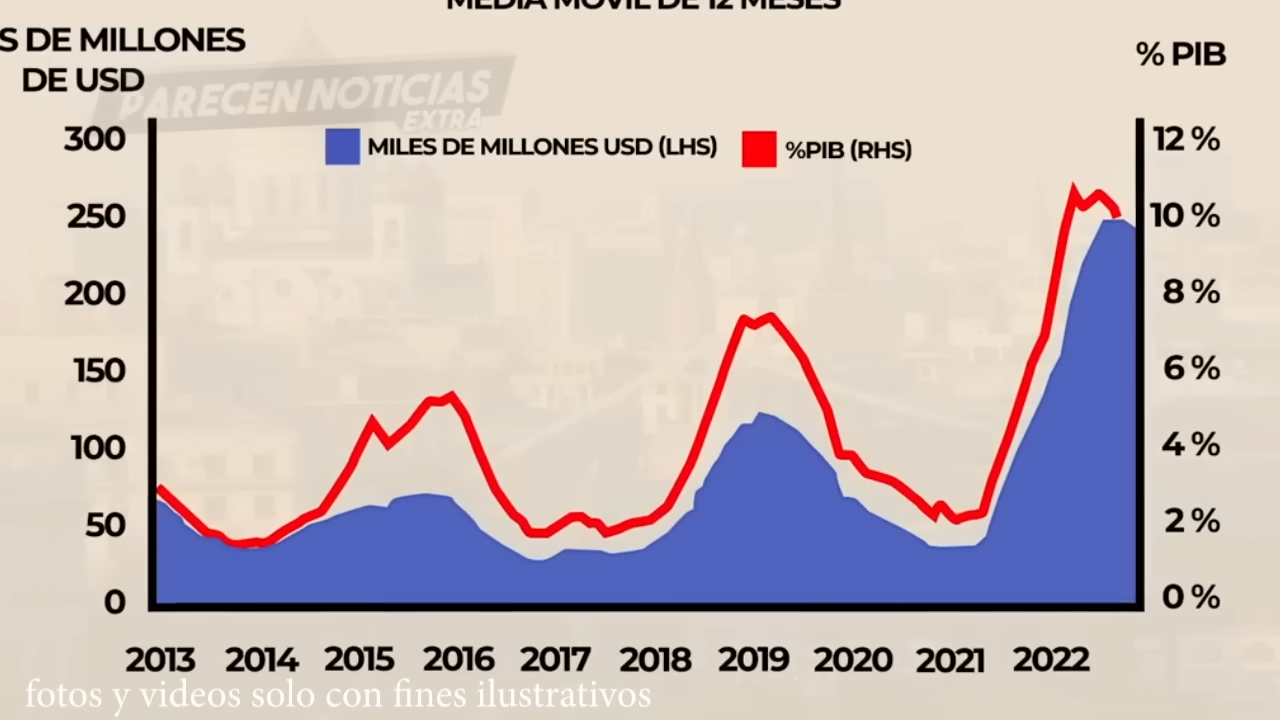 MEDIA MÓVIL DE 12 MESES
S DE MILLONES
DE USD
% PIB
PARECEN NOTICIAS
EXTRA
MILES DE MILLONES USD (LHS)
%PIB (RHS)
300
250
200
150
100
50
0
12 %
10 %
8 %
6 %
4 %
2 %
0 %
2013 2014 2015 2016 2017 2018 2019 2020 2021 2022
fotos y videos solo con fines ilustrativos